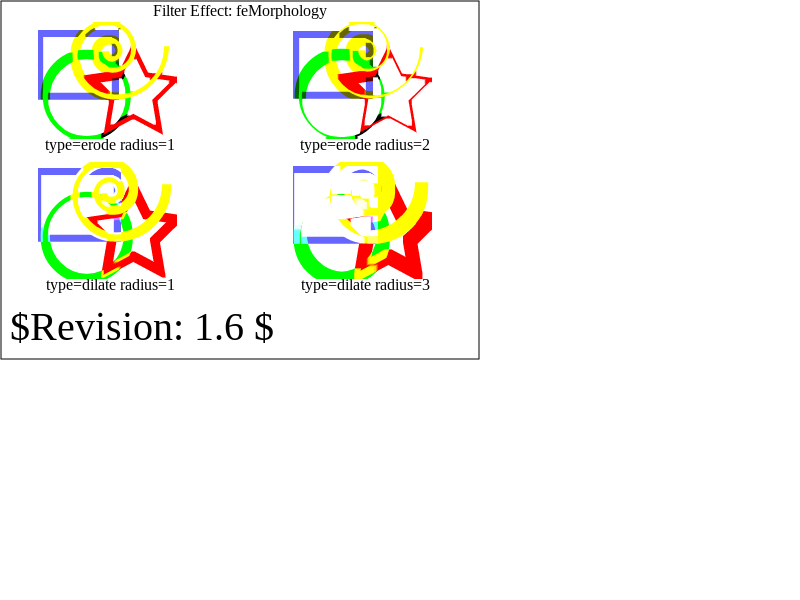 Filter Effect: feMorphology
type=erode radius=1
type=erode radius=2
type=dilate radius=1
type=dilate radius=3
$Revision: 1.6 $